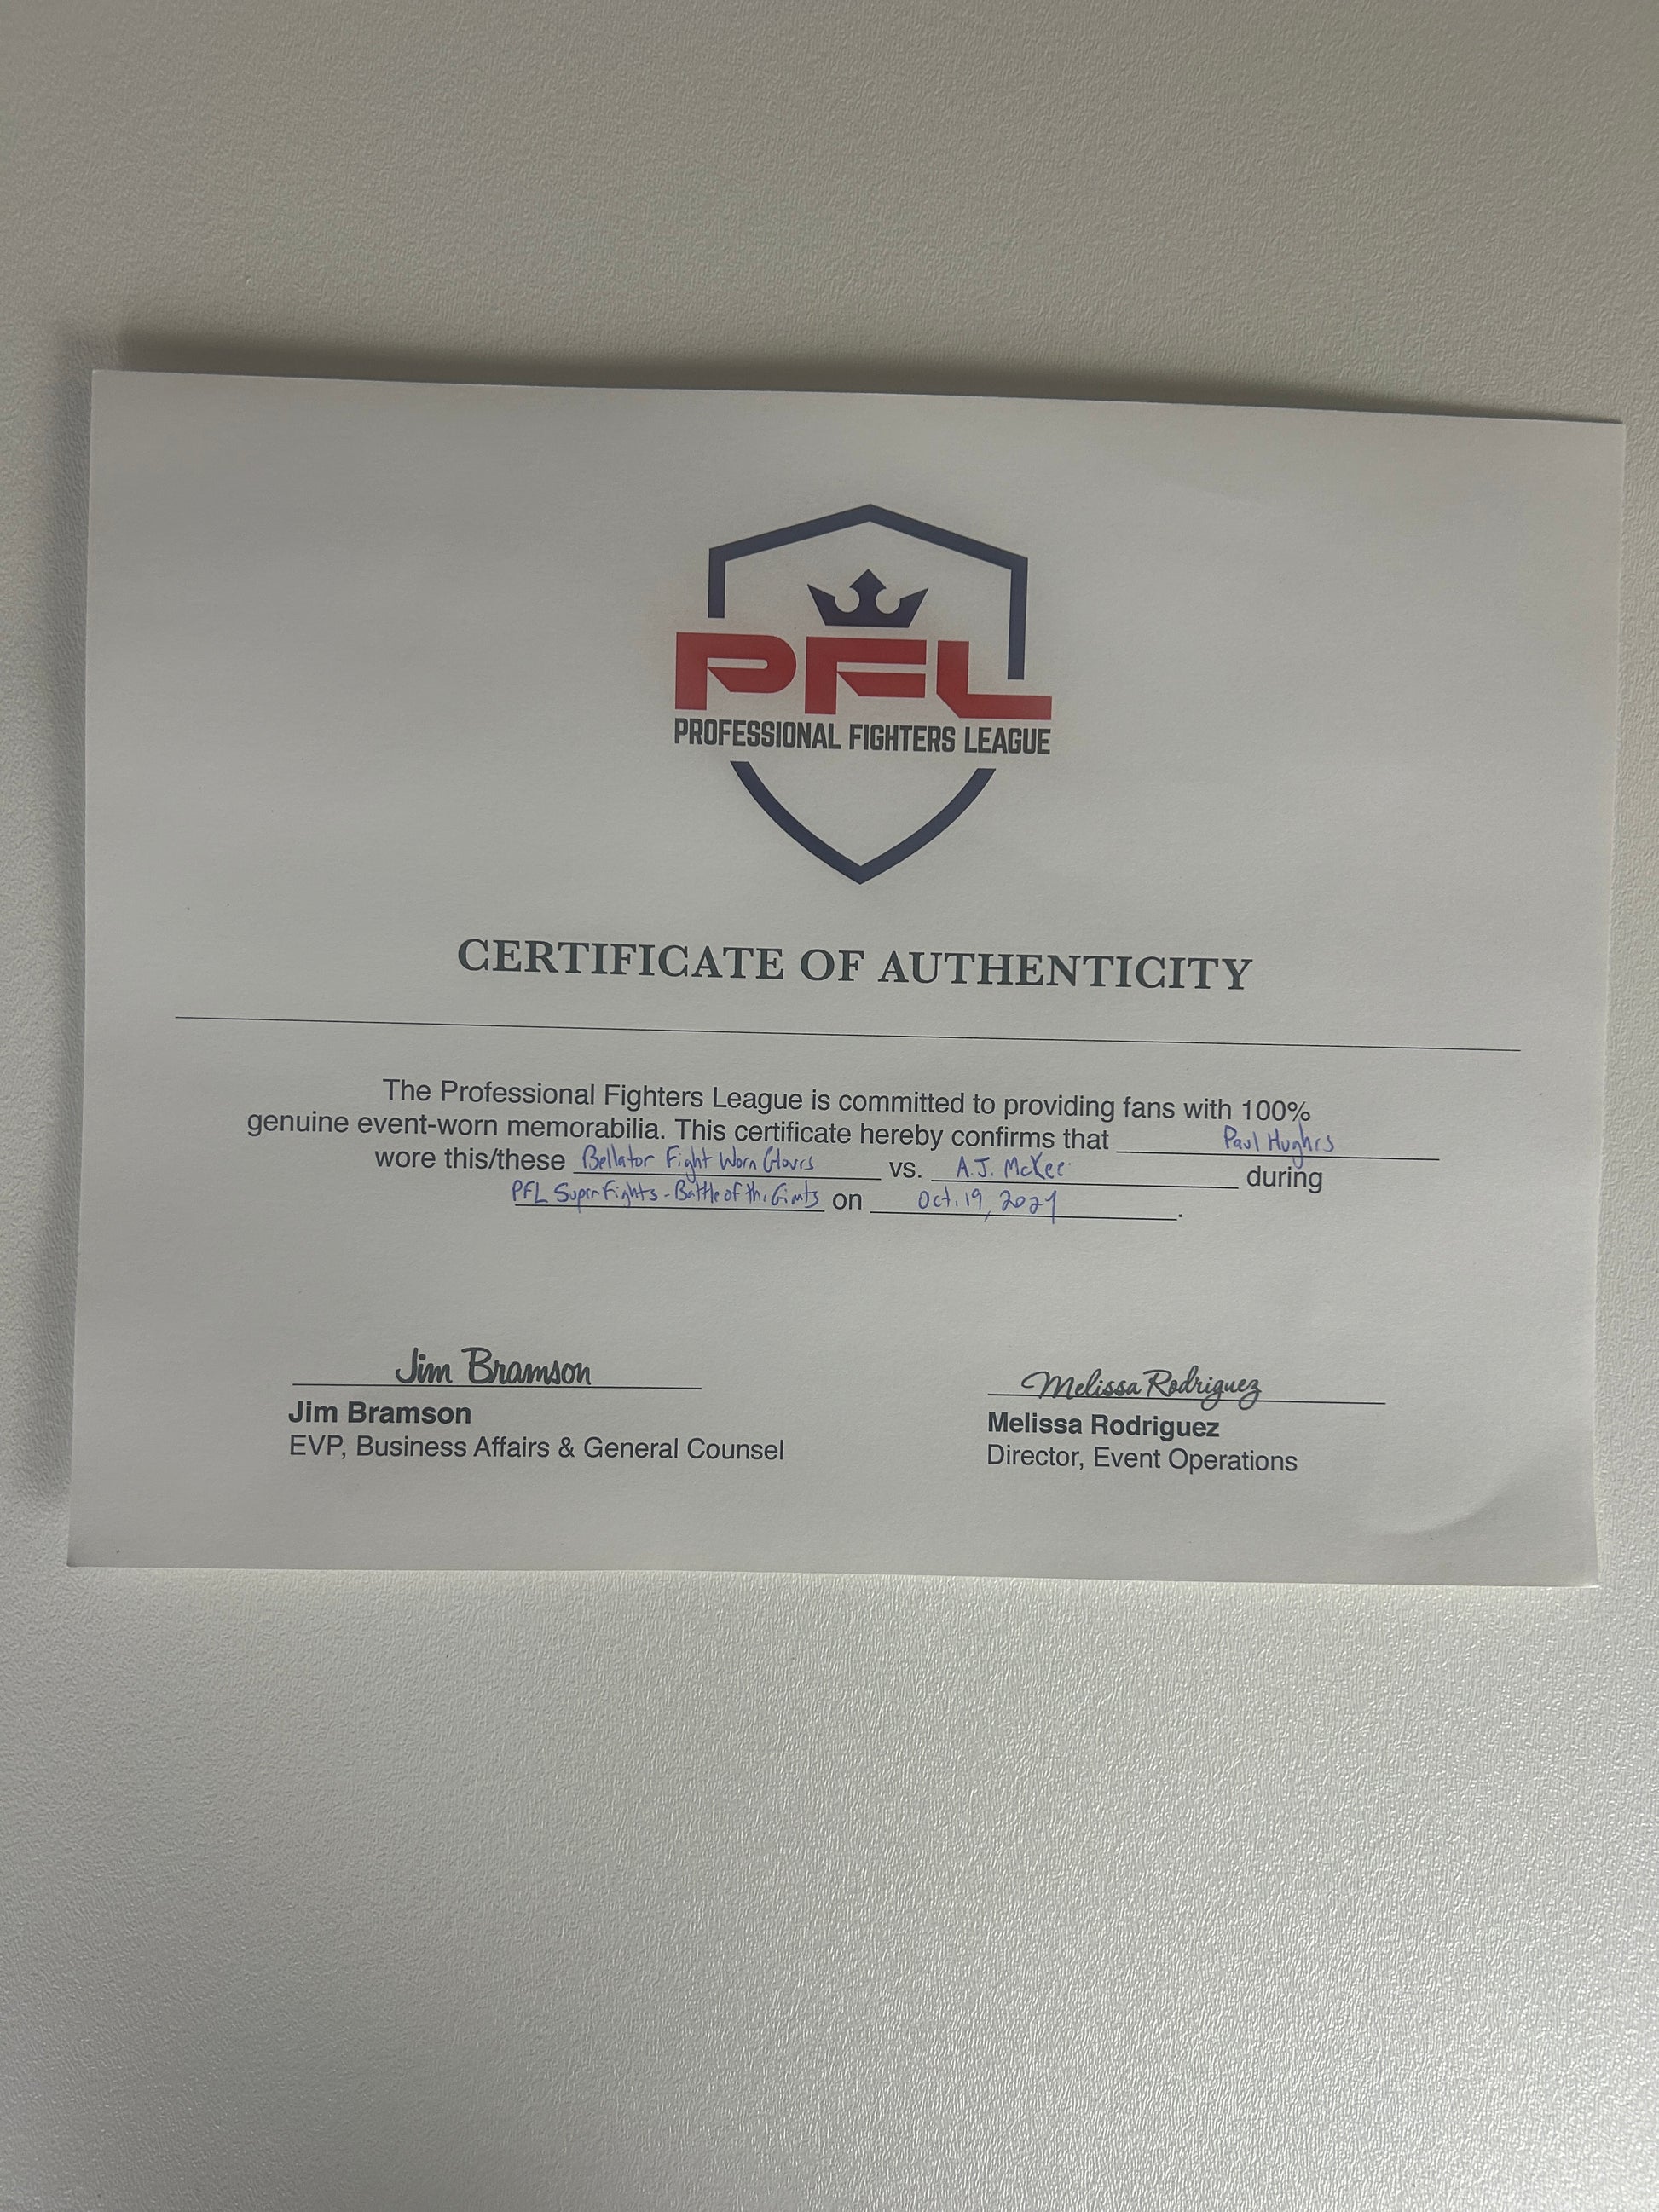 PFL
PROFESSIONAL FIGHTERS LEAGUE
CERTIFICATE OF AUTHENTICITY
The Professional Fighters League is committed to providing fans with 100%
genuine event-worn memorabilia. This certificate hereby confirms that Paul Hughes
wore this/these Bellator Fight Worn Gloves vs. A.J. McKee during
PFL Super Fights - Battle of the Giants on Oct. 19, 2024.
Jim Bramson Melissa Rodriguez
Jim Bramson Melissa Rodriguez
EVP, Business Affairs & General Counsel Director, Event Operations